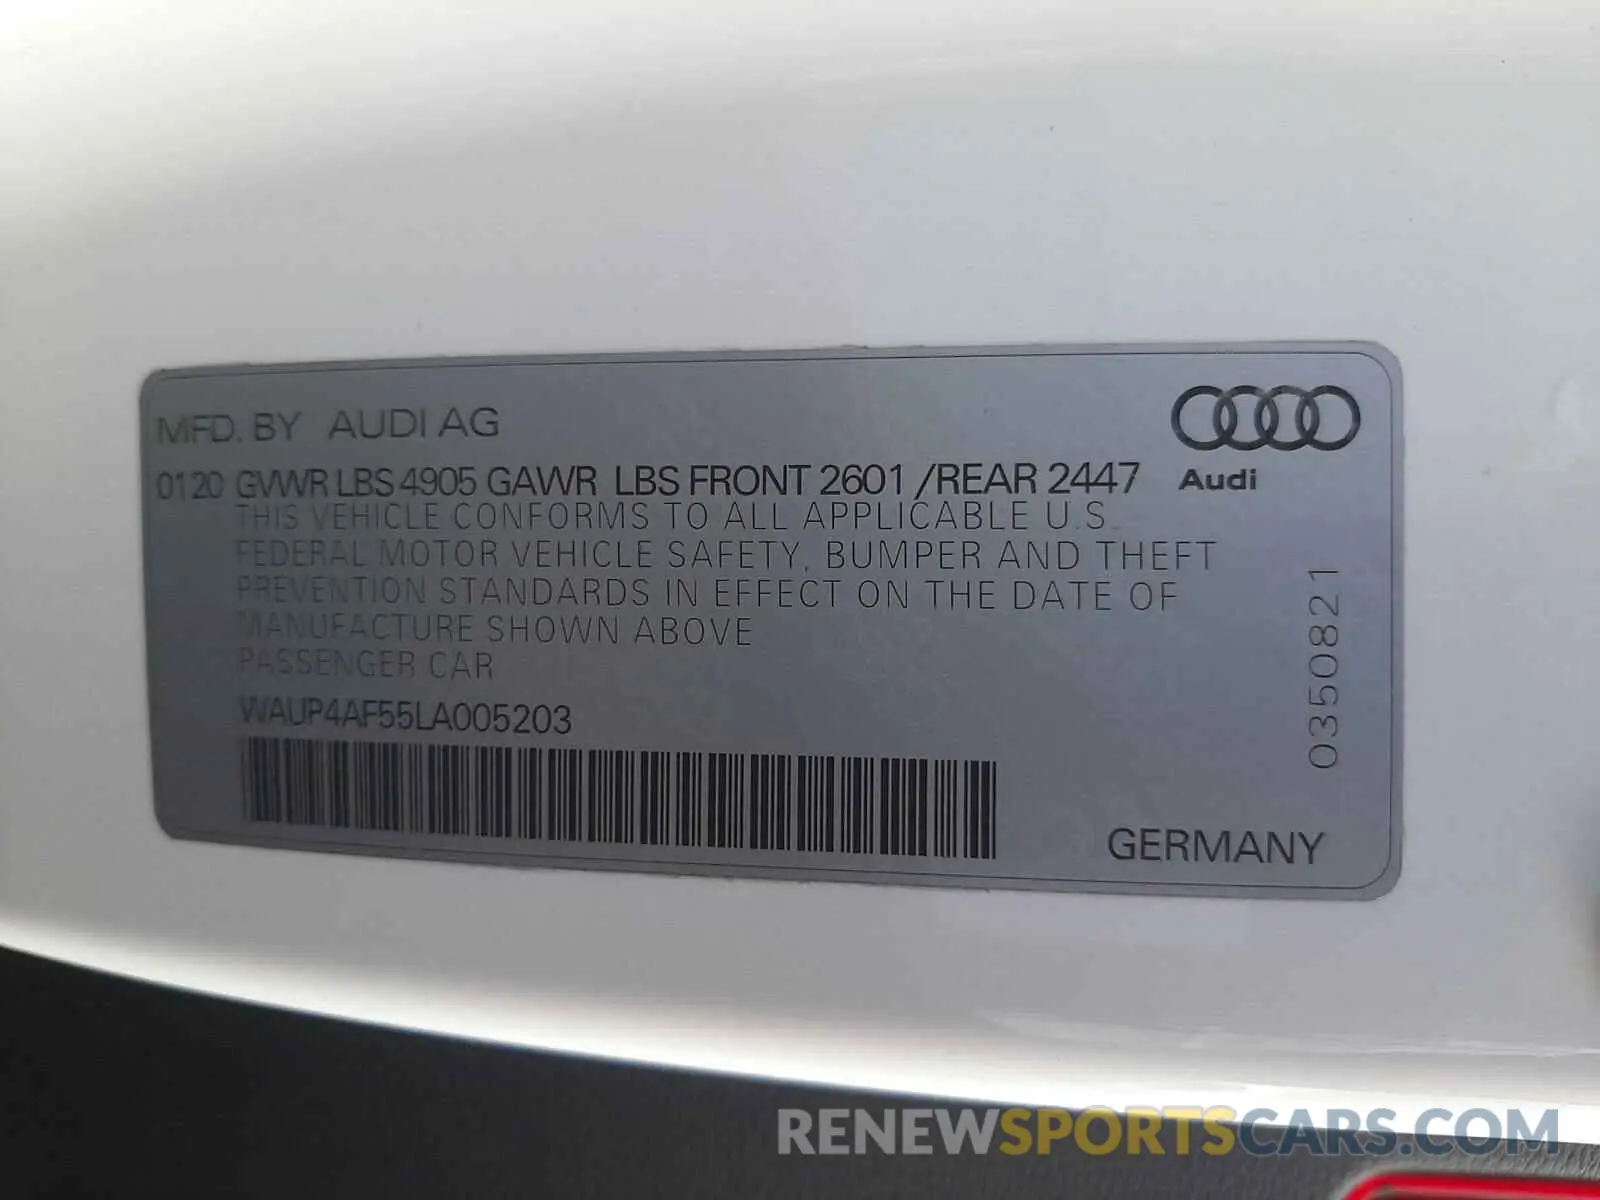 MFD. BY AUDI AG
0120 GVWR LBS 4905 GAWR LBS FRONT 2601 /REAR 2447
Audi
THIS VEHICLE CONFORMS TO ALL APPLICABLE U.S.
FEDERAL MOTOR VEHICLE SAFETY, BUMPER AND THEFT
PREVENTION STANDARDS IN EFFECT ON THE DATE OF
MANUFACTURE SHOWN ABOVE
PASSENGER CAR
WAUP4AF55LA005203
0350821
GERMANY
RENEWSPORTSCARS.COM